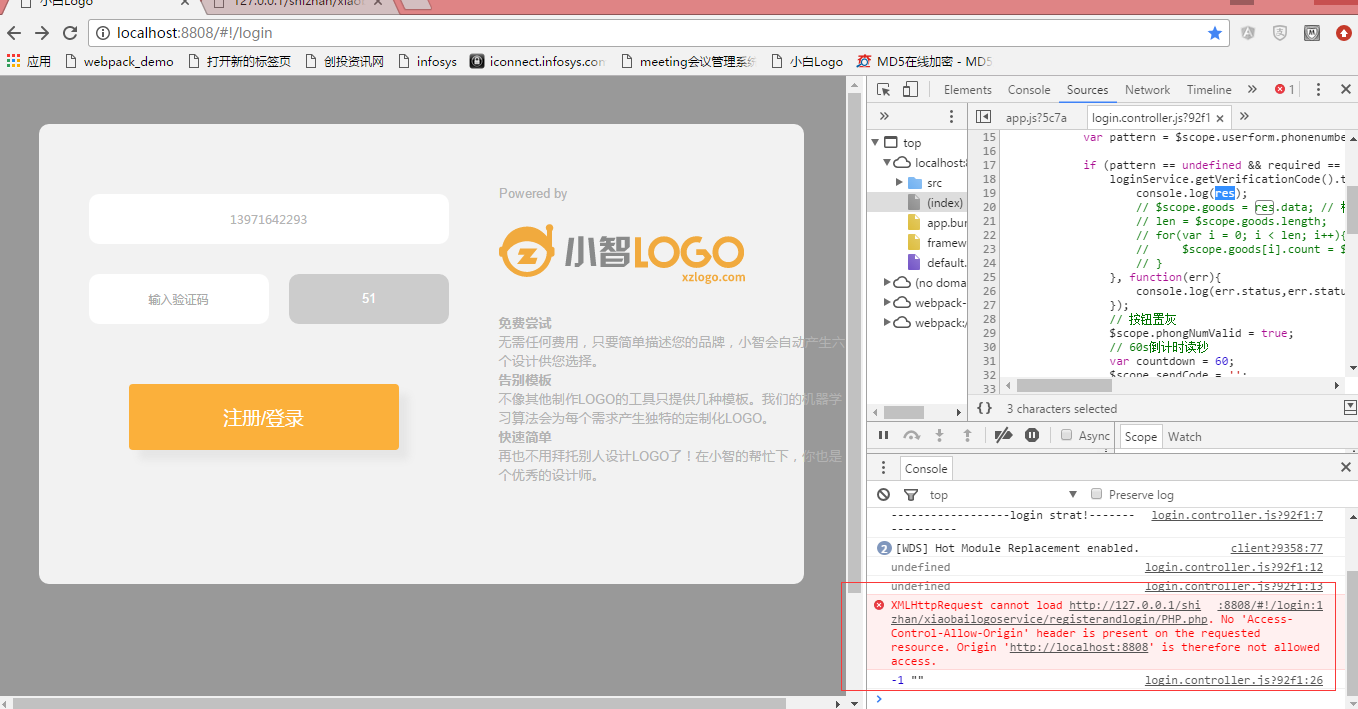 小白Logo
127.0.0.1/shizhan/xiaob
localhost:8808/#!/login
应用
webpack_demo
打开新的标签页
创投资讯网
infosys
iconnect.infosys.com
meeting会议管理系统
小白Logo
MD5在线加密 - MD5
13971642293
输入验证码
51
注册/登录
Powered by
小智LOGO
xzlogo.com
免费尝试
无需任何费用，只要简单描述您的品牌，小智会自动产生六
个设计供您选择。
告别模板
不像其他制作LOGO的工具只提供几种模板。我们的机器学
习算法会为每个需求产生独特的定制化LOGO。
快速简单
再也不用拜托别人设计LOGO了！在小智的帮忙下，你也是
个优秀的设计师。
Elements Console Sources Network Timeline » 1
»
app.js?5c7a login.controller.js?92f1 × »
top
localhost:8
src
(index)
app.bun
framew
default.
(no doma
webpack-
webpack:/
15 var pattern = $scope.userform.phonenumbe
16
17 if (pattern == undefined && required ==
18 loginService.getVerificationCode().t
19 console.log(res);
20 // $scope.goods = res.data; //
21 // len = $scope.goods.length;
22 // for(var i = 0; i < len; i++){
23 // $scope.goods[i].count = $
24 // }
25 }, function(err){
26 console.log(err.status,err.statu
27 });
28 // 按钮置灰
29 $scope.phongNumValid = true;
30 // 60s倒计时读秒
31 var countdown = 60;
32 $scope.sendCode = '';
33
{} 3 characters selected
Async
Scope Watch
Console
top
Preserve log
------------------login strat!-------
---------- login.controller.js?92f1:7
2 [WDS] Hot Module Replacement enabled. client?9358:77
undefined login.controller.js?92f1:12
undefined login.controller.js?92f1:13
XMLHttpRequest cannot load http://127.0.0.1/shi :8808/#!/login:1
zhan/xiaobailogoservice/registerandlogin/PHP.php. No 'Access-
Control-Allow-Origin' header is present on the requested
resource. Origin 'http://localhost:8808' is therefore not allowed
access.
-1 "" login.controller.js?92f1:26